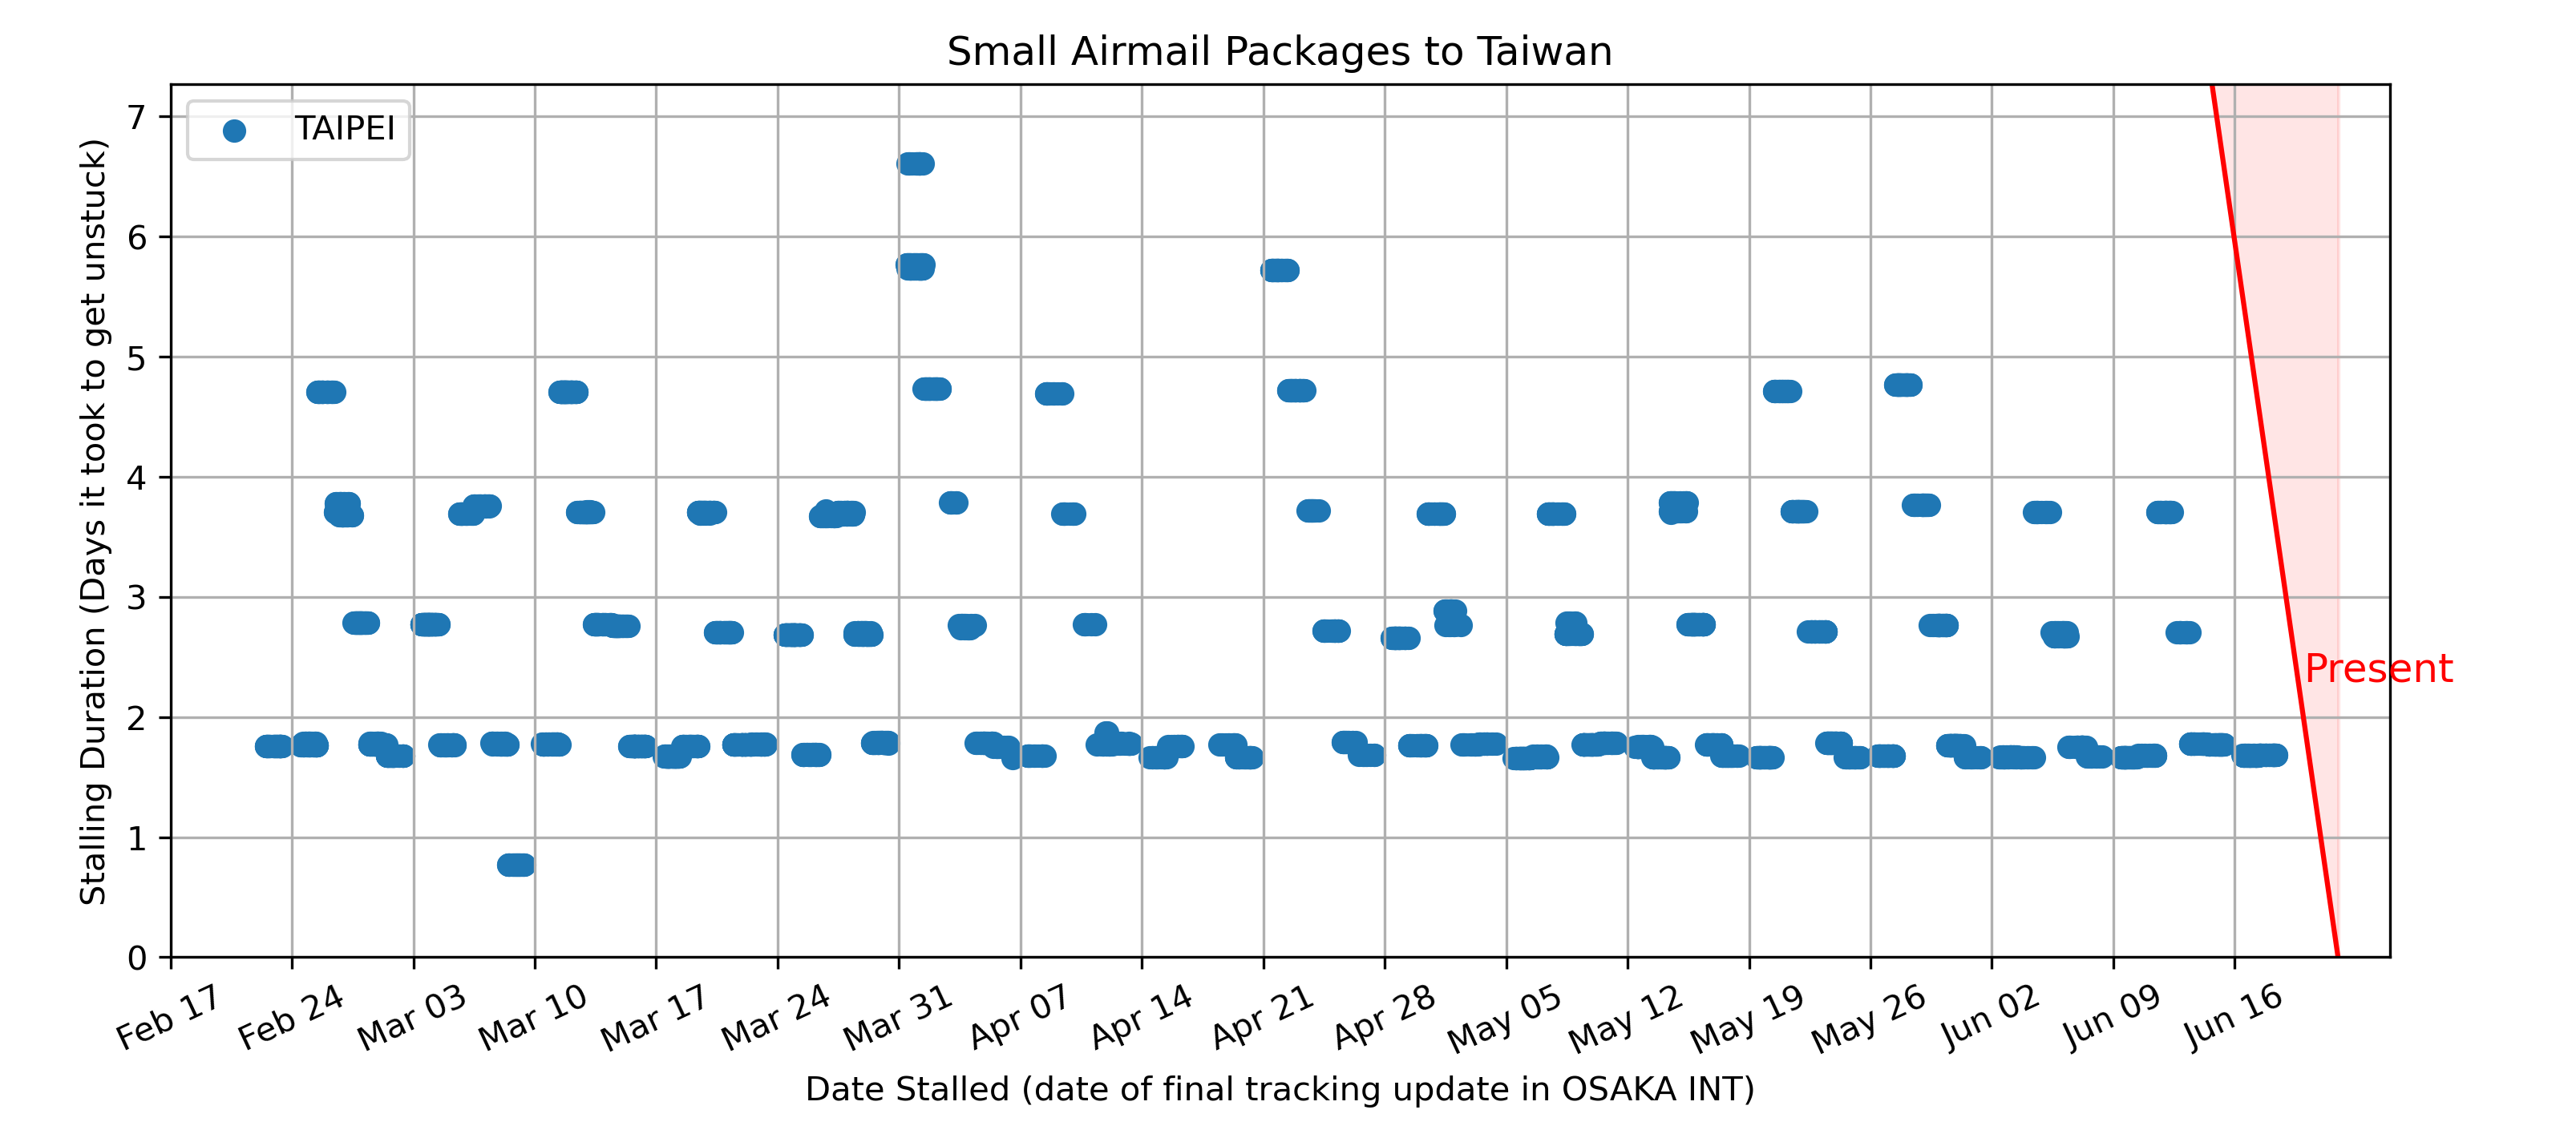 Small Airmail Packages to Taiwan
TAIPEI
Stalling Duration (Days it took to get unstuck)
7
6
5
4
3
2
1
0
Present
Feb 17
Feb 24
Mar 03
Mar 10
Mar 17
Mar 24
Mar 31
Apr 07
Apr 14
Apr 21
Apr 28
May 05
May 12
May 19
May 26
Jun 02
Jun 09
Jun 16
Date Stalled (date of final tracking update in OSAKA INT)